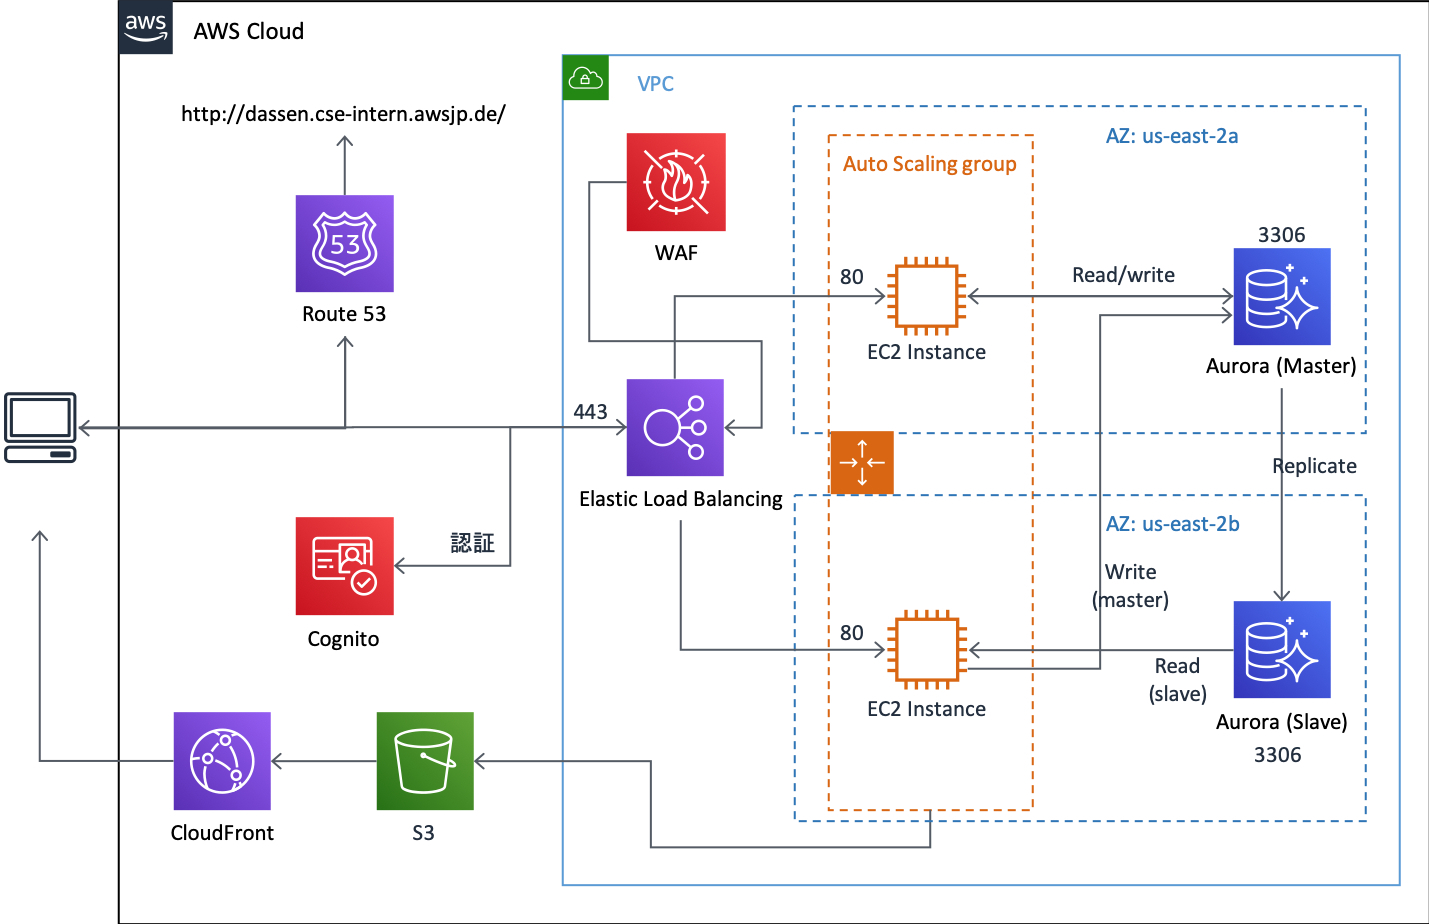 aws
AWS Cloud
VPC
http://dassen.cse-intern.awsjp.de/
AZ: us-east-2a
Auto Scaling group
53
Route 53
WAF
3306
80
Read/write
EC2 Instance
Aurora (Master)
443
Elastic Load Balancing
Replicate
AZ: us-east-2b
認証
Cognito
Write
(master)
80
Read
(slave)
EC2 Instance
Aurora (Slave)
3306
CloudFront
S3